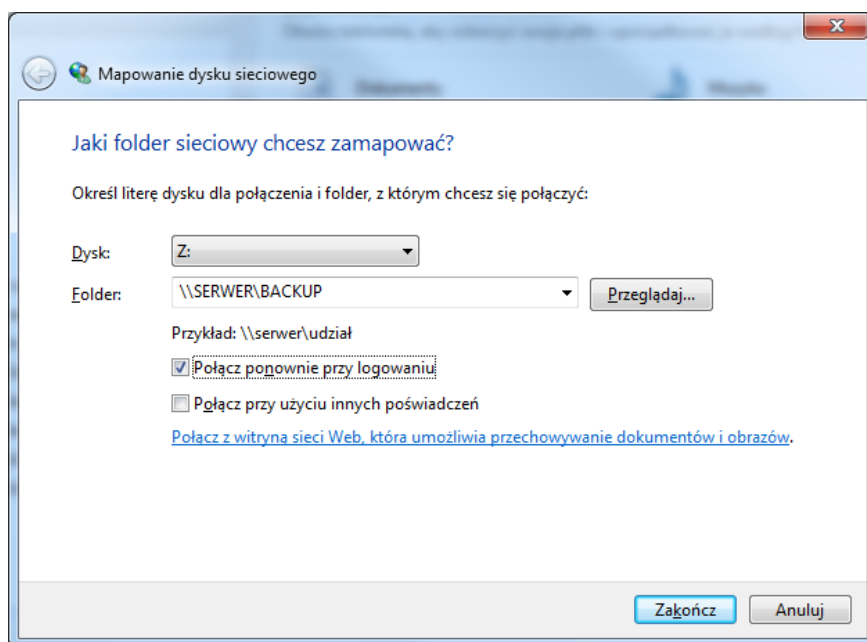 Mapowanie dysku sieciowego
Jaki folder sieciowy chcesz zamapować?
Określ literę dysku dla połączenia i folder, z którym chcesz się połączyć:
Dysk: Z:
Folder: \\SERWER\BACKUP Przeglądaj...
Przykład: \\serwer\udział
Połącz ponownie przy logowaniu
Połącz przy użyciu innych poświadczeń
Połącz z witryną sieci Web, która umożliwia przechowywanie dokumentów i obrazów.
Zakończ Anuluj